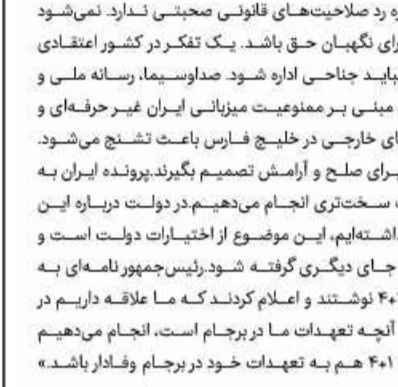 ره رد صلاحیت‌های قانونی صحبتی ندارد. نمی‌شود
رای نگهبان حق باشد. یک تفکر در کشور اعتقادی
نباید جناحی اداره شود. صداوسیما، رسانه ملی و
مبنی بر ممنوعیت میزبانی ایران غیر حرفه‌ای و
ای خارجی در خلیج فارس باعث تشنج می‌شود.
برای صلح و آرامش تصمیم بگیرند.پرونده ایران به
سخت‌تری انجام می‌دهیم.در دولت درباره این
داشته‌ایم، این موضوع از اختیارات دولت است و
جای دیگری گرفته شود.رئیس‌جمهور نامه‌ای به
۴+۱ نوشتند و اعلام کردند که ما علاقه داریم در
آنچه تعهدات ما در برجام است، انجام می‌دهیم
۴+۱ هم به تعهدات خود در برجام وفادار باشد.»